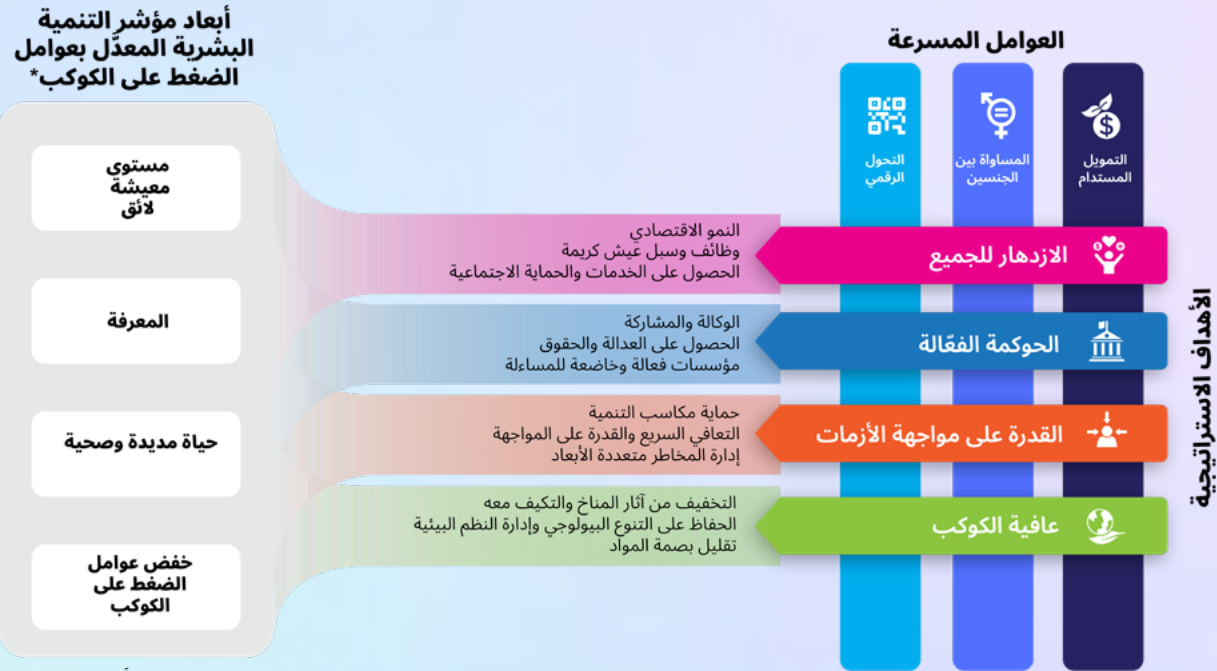 العوامل المسرعة
التمويل
المستدام
المساواة بين
الجنسين
التحول
الرقمي
الأهداف الاستراتيجية
الازدهار للجميع
النمو الاقتصادي
وظائف وسبل عيش كريمة
الحصول على الخدمات والحماية الاجتماعية
الحوكمة الفعّالة
الوكالة والمشاركة
الحصول على العدالة والحقوق
مؤسسات فعالة وخاضعة للمساءلة
القدرة على مواجهة الأزمات
حماية مكاسب التنمية
التعافي السريع والقدرة على المواجهة
إدارة المخاطر متعددة الأبعاد
عافية الكوكب
التخفيف من آثار المناخ والتكيف معه
الحفاظ على التنوع البيولوجي وإدارة النظم البيئية
تقليل بصمة المواد
أبعاد مؤشر التنمية
البشرية المعدَّل بعوامل
الضغط على الكوكب*
مستوى
معيشة
لائق
المعرفة
حياة مديدة وصحية
خفض عوامل
الضغط على
الكوكب